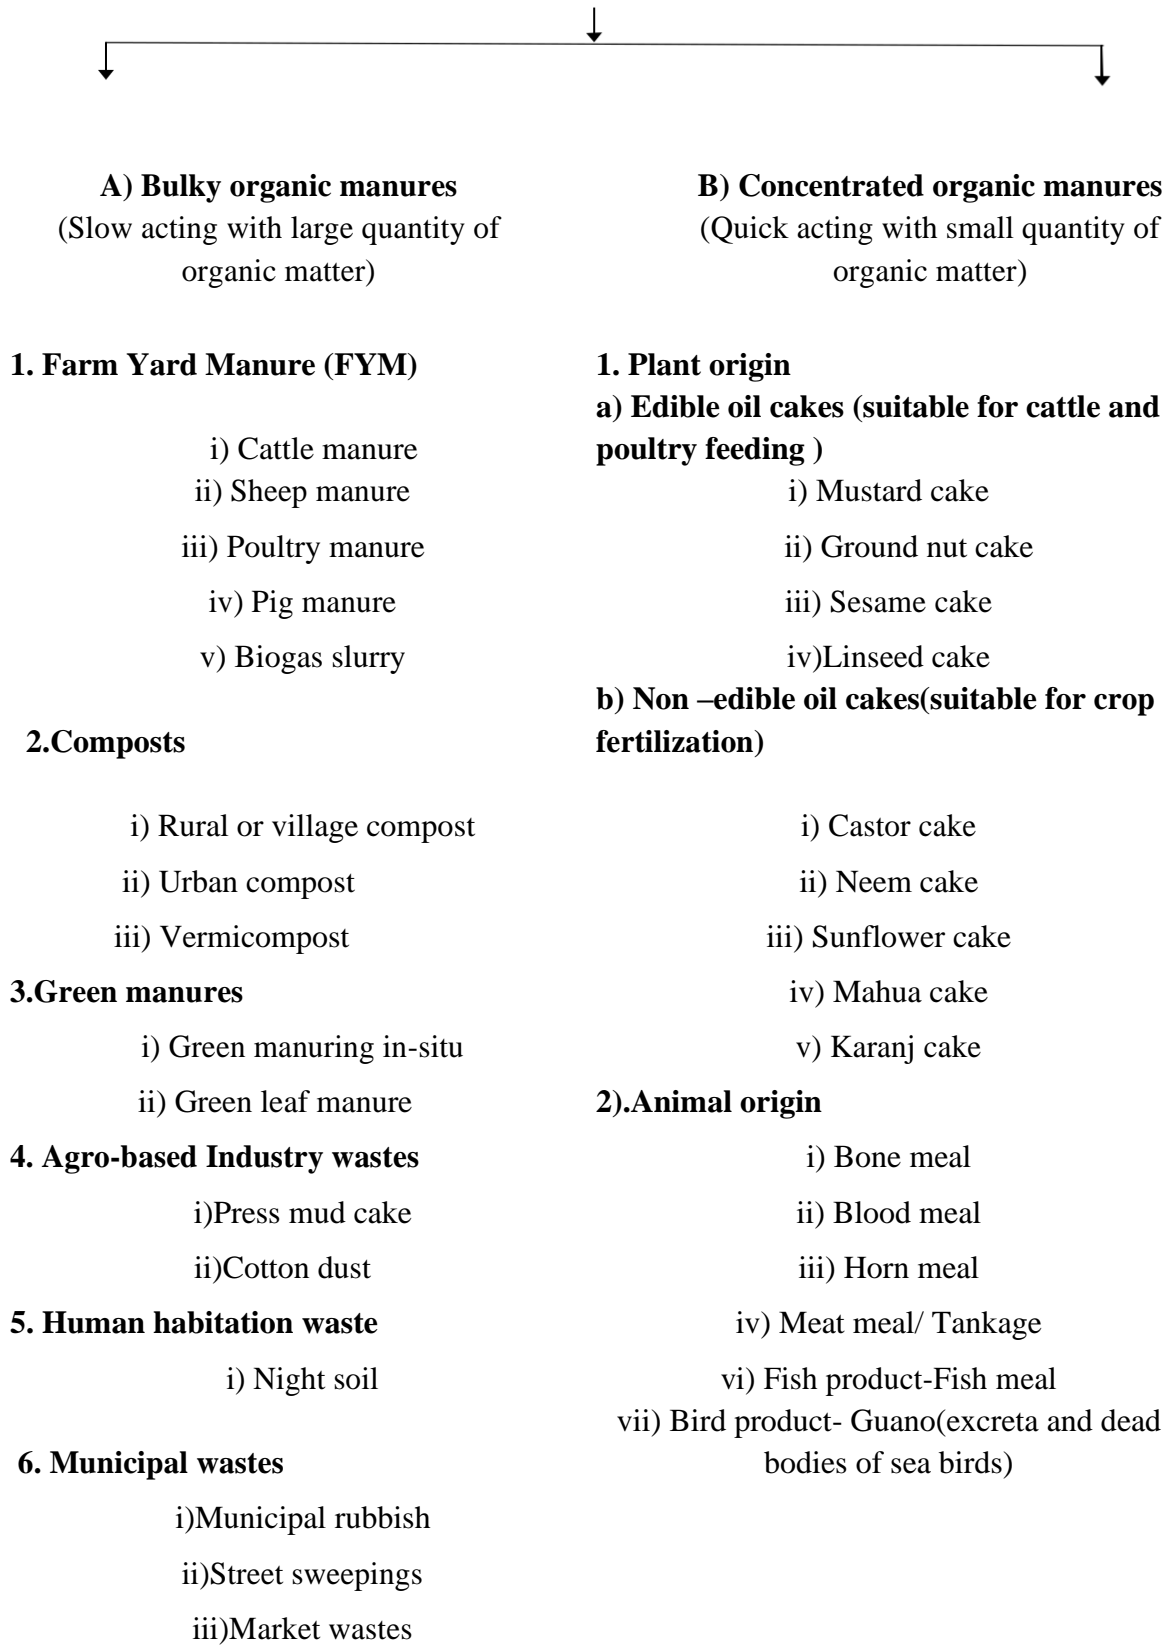 A) Bulky organic manures
(Slow acting with large quantity of
organic matter)
1. Farm Yard Manure (FYM)
i) Cattle manure
ii) Sheep manure
iii) Poultry manure
iv) Pig manure
v) Biogas slurry
2.Composts
i) Rural or village compost
ii) Urban compost
iii) Vermicompost
3.Green manures
i) Green manuring in-situ
ii) Green leaf manure
4. Agro-based Industry wastes
i)Press mud cake
ii)Cotton dust
5. Human habitation waste
i) Night soil
6. Municipal wastes
i)Municipal rubbish
ii)Street sweepings
iii)Market wastes
B) Concentrated organic manures
(Quick acting with small quantity of
organic matter)
1. Plant origin
a) Edible oil cakes (suitable for cattle and
poultry feeding )
i) Mustard cake
ii) Ground nut cake
iii) Sesame cake
iv)Linseed cake
b) Non –edible oil cakes(suitable for crop
fertilization)
i) Castor cake
ii) Neem cake
iii) Sunflower cake
iv) Mahua cake
v) Karanj cake
2).Animal origin
i) Bone meal
ii) Blood meal
iii) Horn meal
iv) Meat meal/ Tankage
vi) Fish product-Fish meal
vii) Bird product- Guano(excreta and dead
bodies of sea birds)